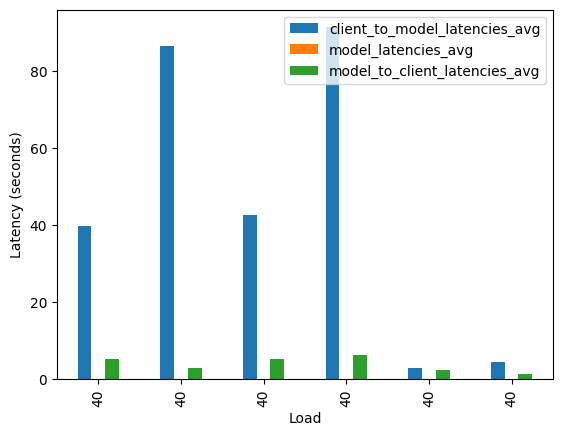 client_to_model_latencies_avg
model_latencies_avg
model_to_client_latencies_avg
80
60
40
20
0
Latency (seconds)
40 40 40 40 40 40
Load